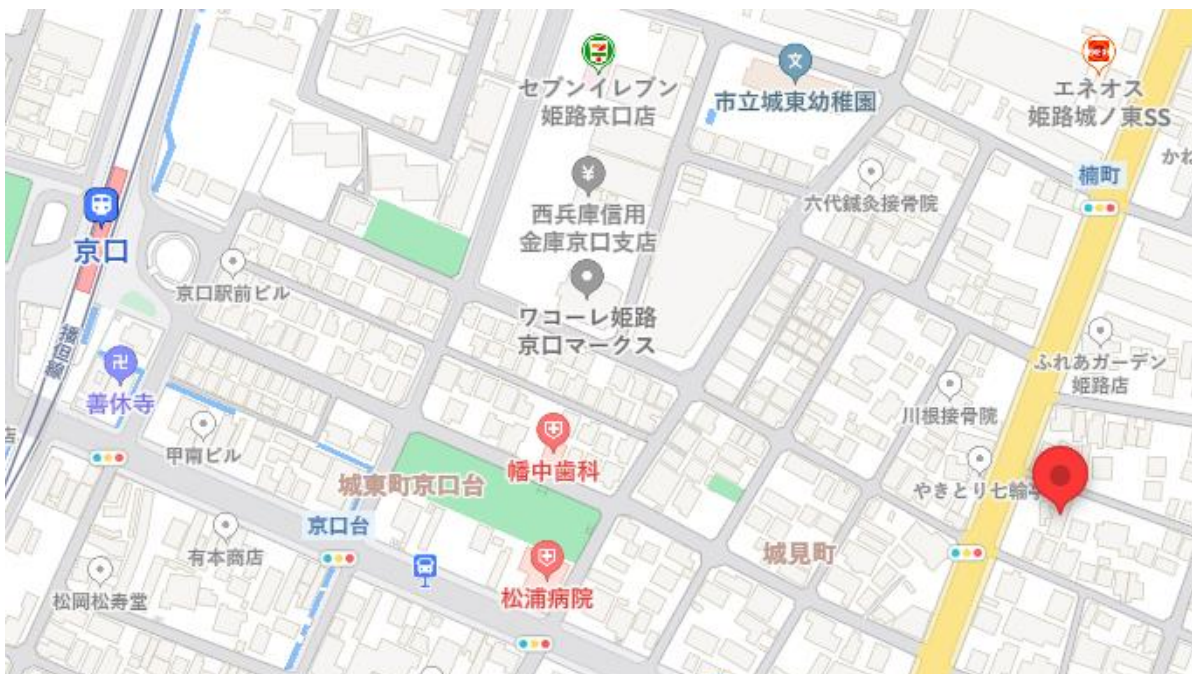 セブンイレブン
姫路京口店
市立城東幼稚園
エネオス
姫路城ノ東SS
かね
楠町
六代鍼灸接骨院
西兵庫信用
金庫京口支店
京口
京口駅前ビル
ワコーレ姫路
京口マークス
播但線
ふれあガーデン
姫路店
善休寺
川根接骨院
店
甲南ビル
幡中歯科
城東町京口台
やきとり七輪亭
京口台
有本商店
城見町
松岡松寿堂
松浦病院